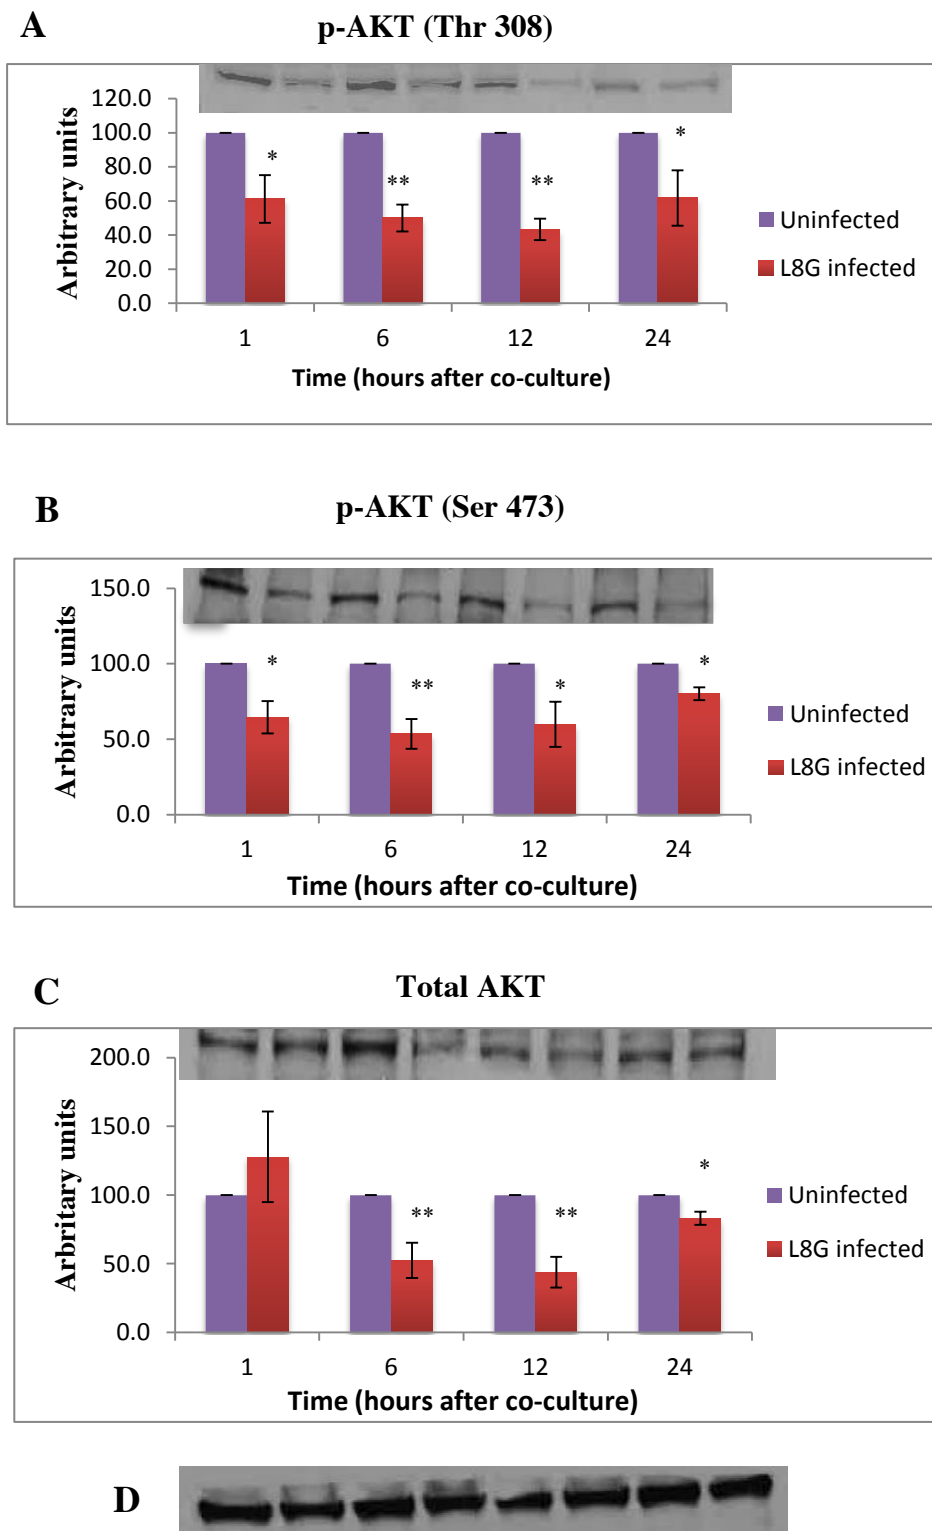 A
p-AKT (Thr 308)
120.0
100.0
80.0
60.0
40.0
20.0
0.0
Arbitrary units
*
**
**
*
1
6
12
24
Time (hours after co-culture)
Uninfected
L8G infected
B
p-AKT (Ser 473)
150.0
100.0
50.0
0.0
Arbitrary units
*
**
*
*
1
6
12
24
Time (hours after co-culture)
Uninfected
L8G infected
C
Total AKT
200.0
150.0
100.0
50.0
0.0
Arbritary units
**
**
*
1
6
12
24
Time (hours after co-culture)
Uninfected
L8G infected
D